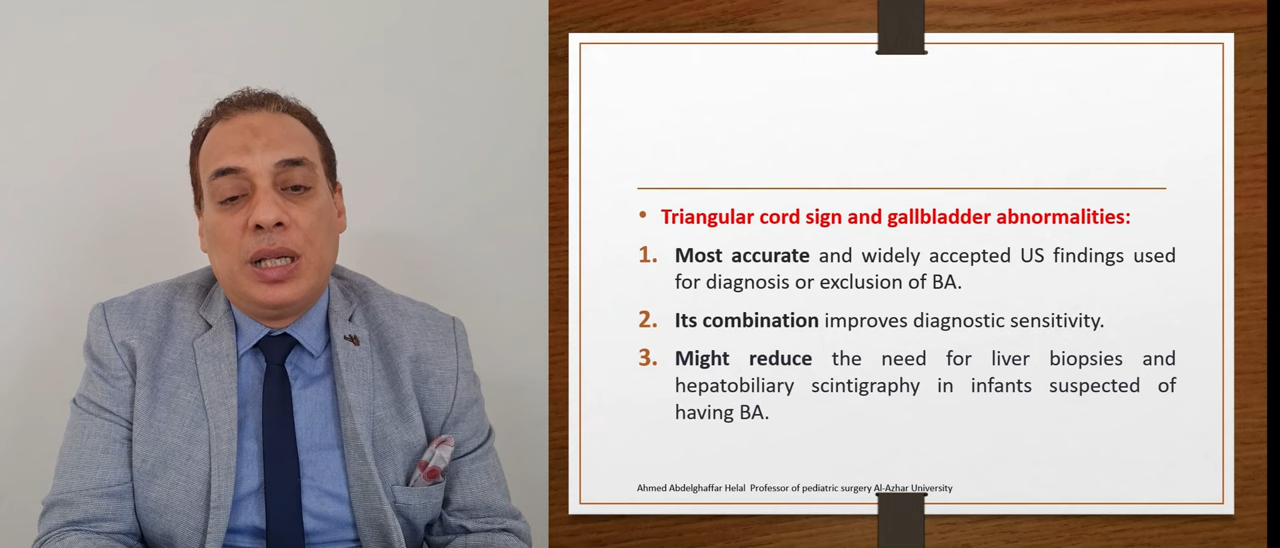 • Triangular cord sign and gallbladder abnormalities:
1. Most accurate and widely accepted US findings used
for diagnosis or exclusion of BA.
2. Its combination improves diagnostic sensitivity.
3. Might reduce the need for liver biopsies and
hepatobiliary scintigraphy in infants suspected of
having BA.
Ahmed Abdelghaffar Helal Professor of pediatric surgery Al-Azhar University